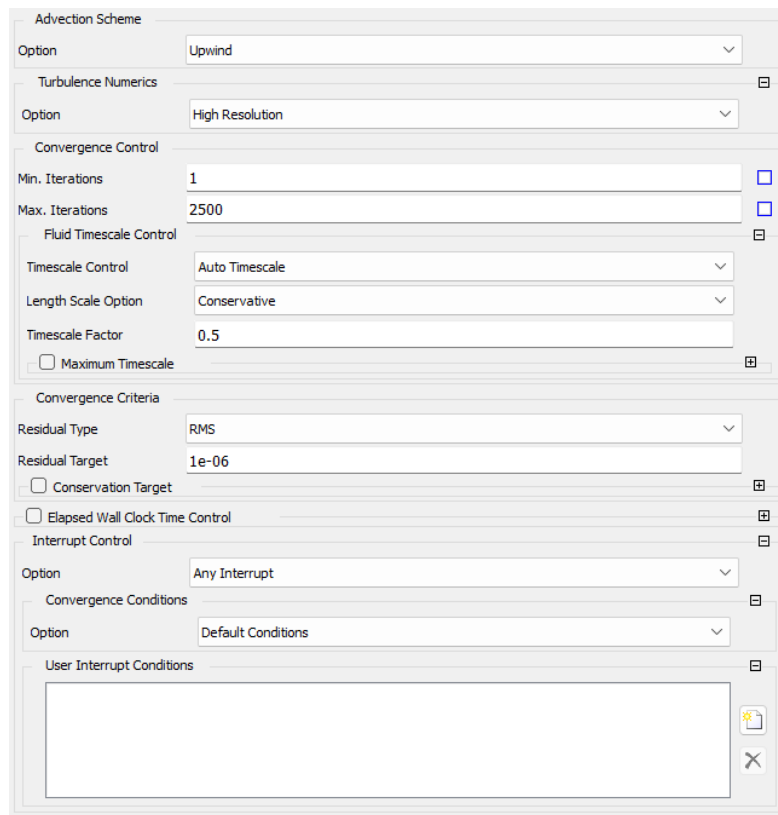 Advection Scheme
Option Upwind
Turbulence Numerics
Option High Resolution
Convergence Control
Min. Iterations 1
Max. Iterations 2500
Fluid Timescale Control
Timescale Control Auto Timescale
Length Scale Option Conservative
Timescale Factor 0.5
Maximum Timescale
Convergence Criteria
Residual Type RMS
Residual Target 1e-06
Conservation Target
Elapsed Wall Clock Time Control
Interrupt Control
Option Any Interrupt
Convergence Conditions
Option Default Conditions
User Interrupt Conditions